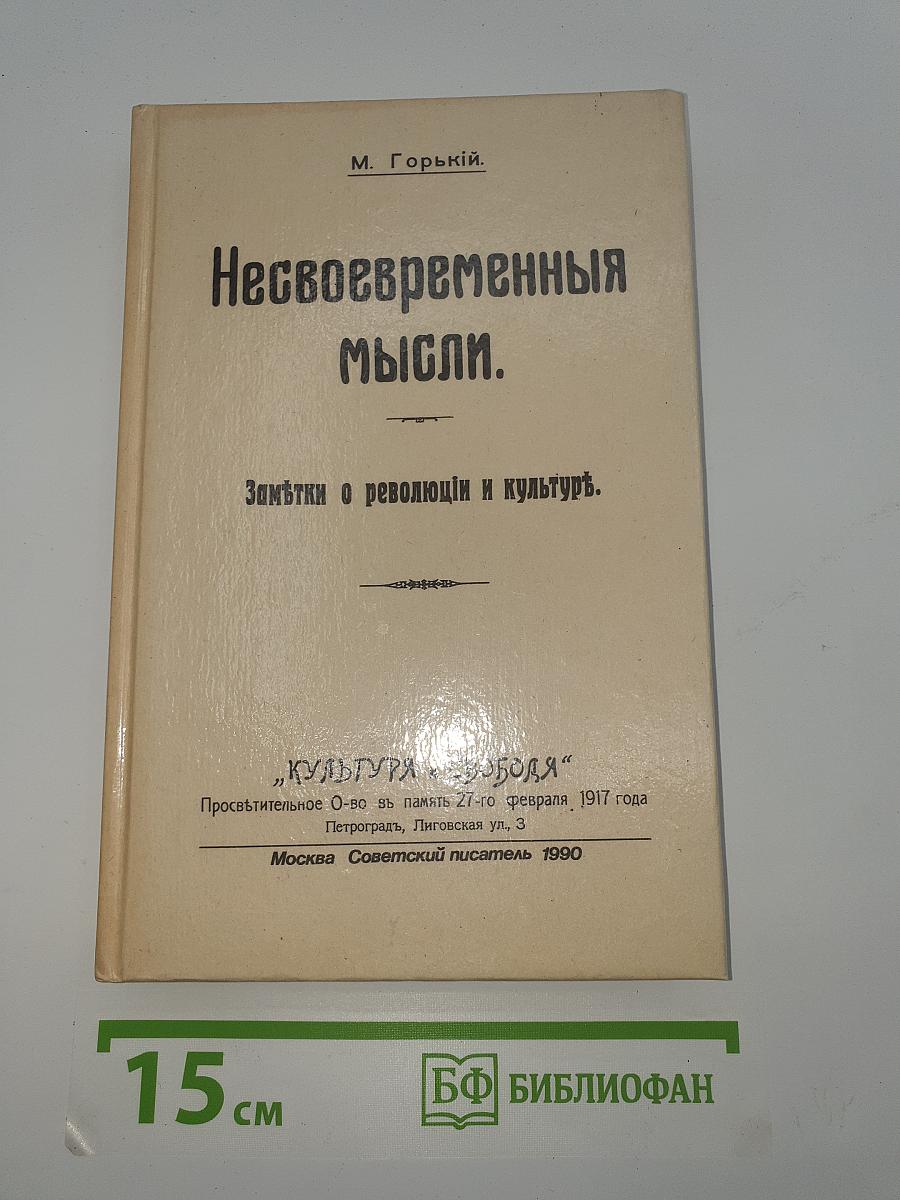 М. Горькій.
Несвоевременныя
мысли.
Замѣтки о революціи и культурѣ.
„КУЛЬТУРА и СВОБОДА“
Просвѣтительное О-во въ память 27-го февраля 1917 года
Петроградъ, Лиговская ул., 3
Москва Советский писатель 1990
15 см
БФ БИБЛИОФАН